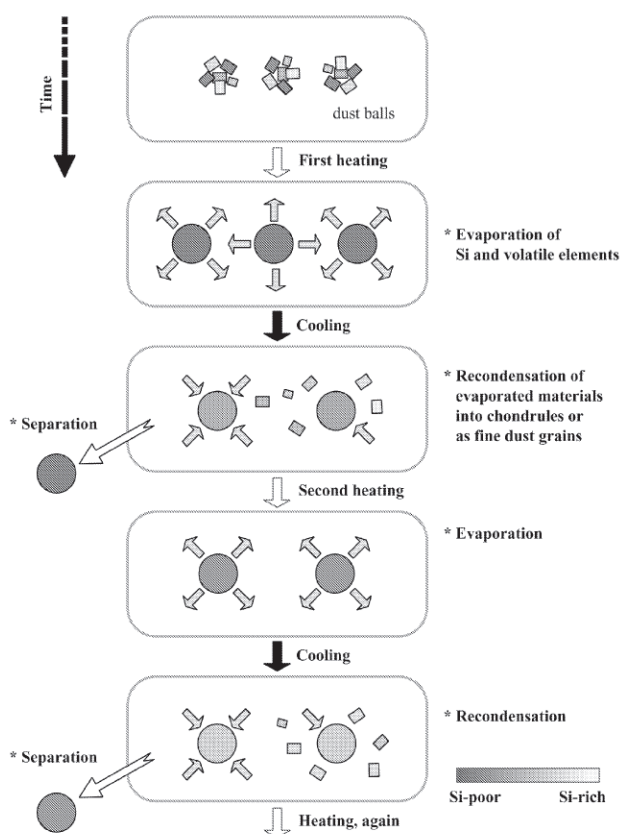 Time
dust balls
First heating
* Evaporation of
Si and volatile elements
Cooling
* Recondensation of
evaporated materials
into chondrules or
as fine dust grains
* Separation
Second heating
* Evaporation
Cooling
* Recondensation
* Separation
Si-poor Si-rich
Heating, again